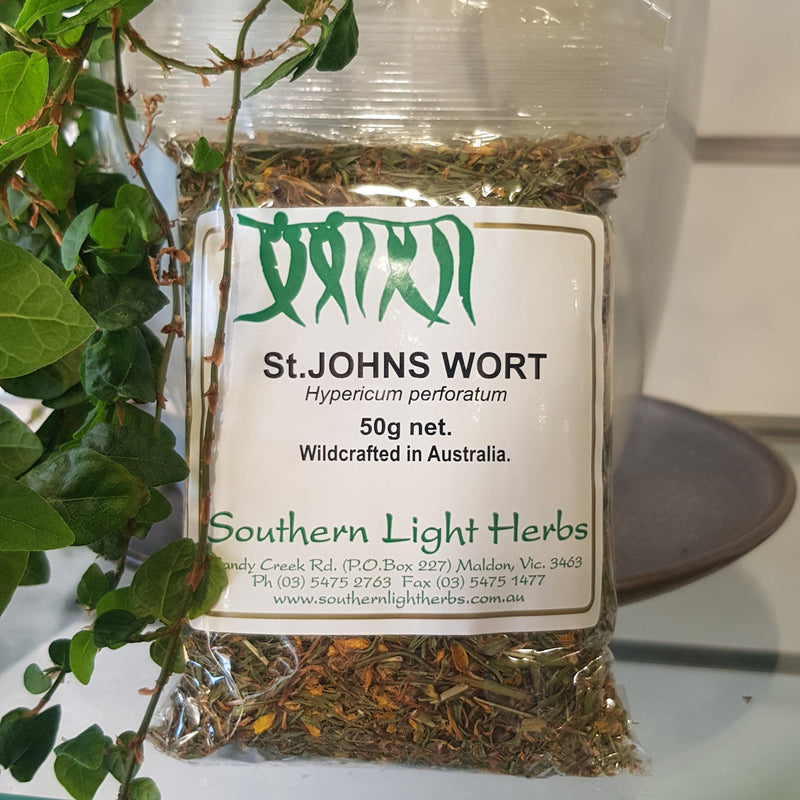 St.JOHNS WORT
Hypericum perforatum
50g net.
Wildcrafted in Australia.
Southern Light Herbs
Creek Rd. (P.O.Box 227) Maldon, Vic. 3463
Ph (03) 5475 2763 Fax (03) 5475 1477
www.southernlightherbs.com.au